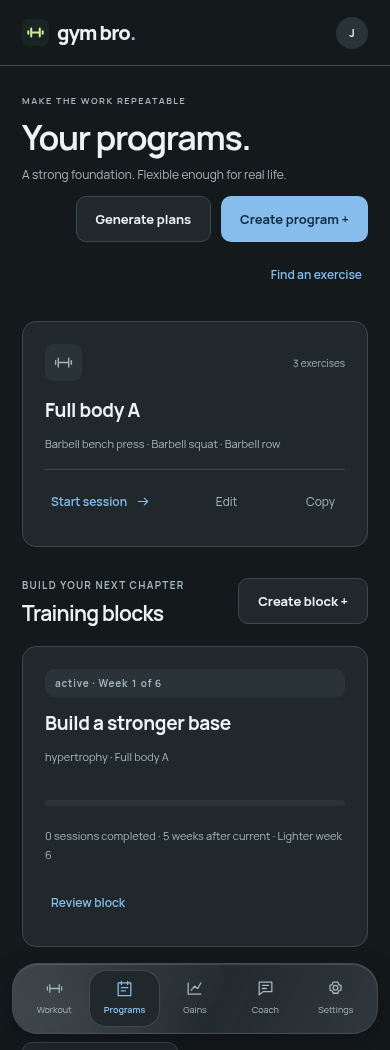 gym bro.
J
MAKE THE WORK REPEATABLE
Your programs.
A strong foundation. Flexible enough for real life.
Generate plans
Create program +
Find an exercise
3 exercises
Full body A
Barbell bench press · Barbell squat · Barbell row
Start session →
Edit
Copy
BUILD YOUR NEXT CHAPTER
Training blocks
Create block +
active · Week 1 of 6
Build a stronger base
hypertrophy · Full body A
0 sessions completed · 5 weeks after current · Lighter week
6
Review block
Workout
Programs
Gains
Coach
Settings